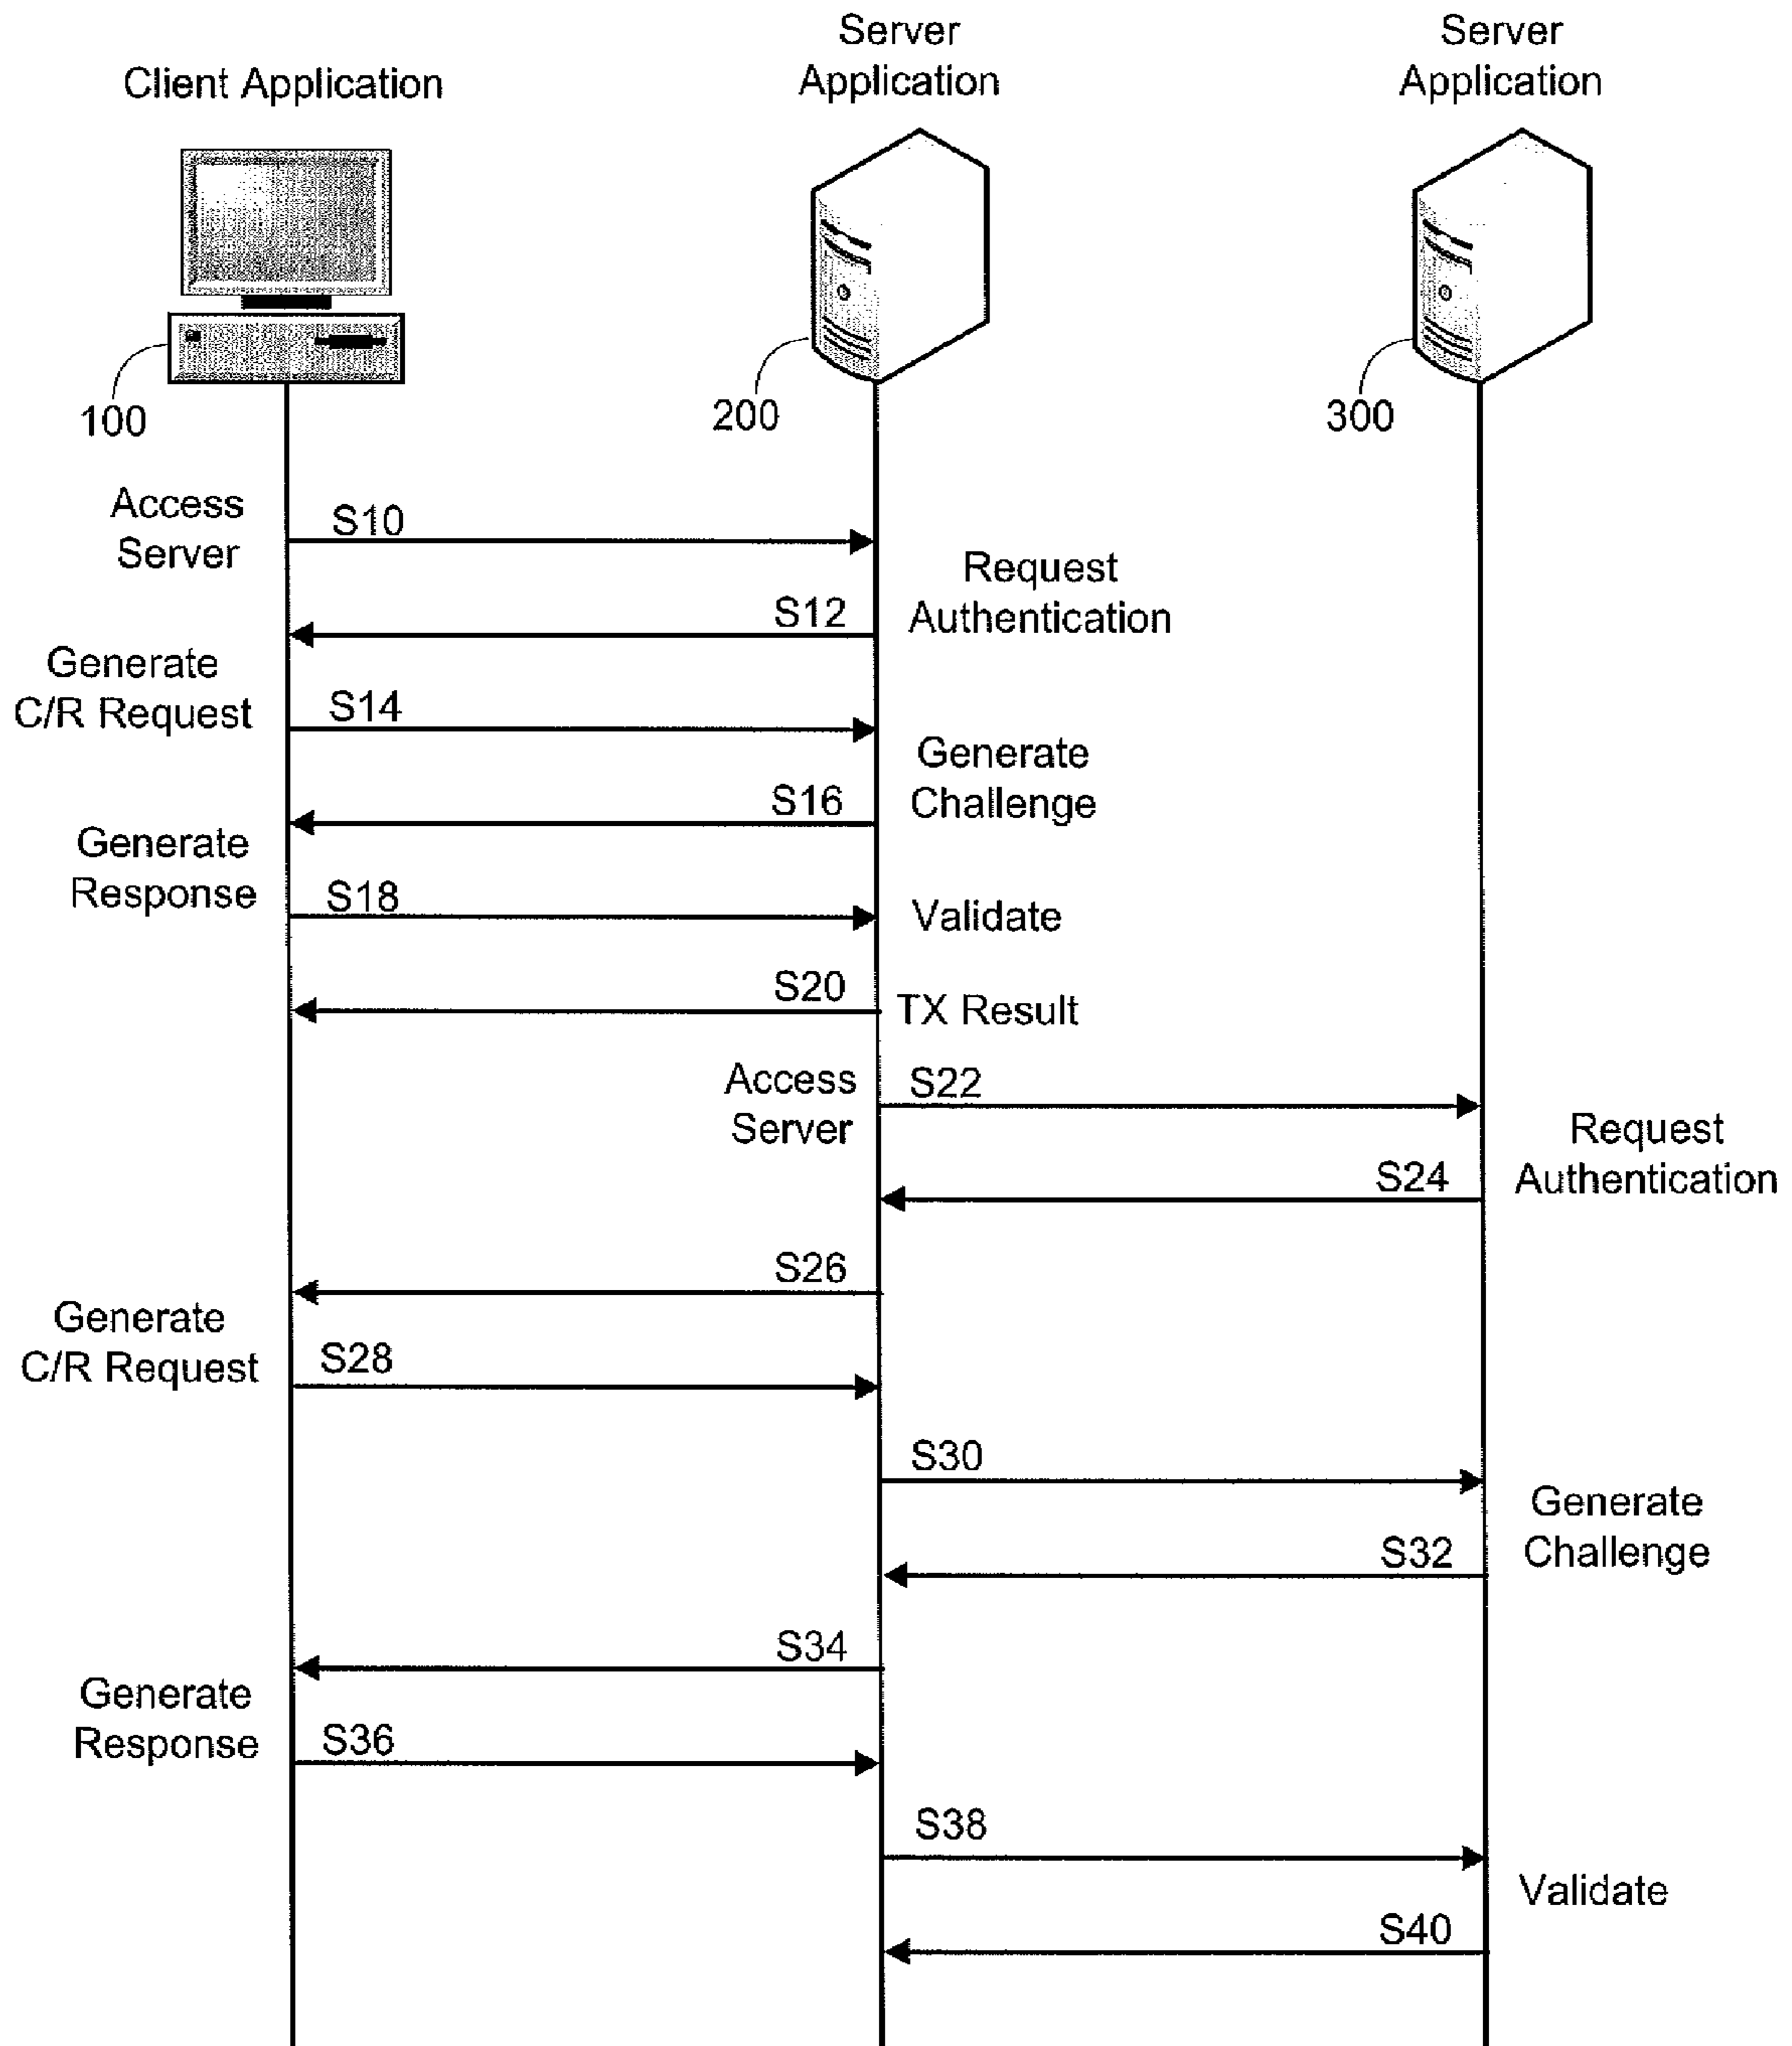 Server
Application
Server
Application
Client Application
100
200
300
Access
Server
S10
Request
Authentication
S12
Generate
C/R Request
S14
Generate
Challenge
S16
Generate
Response
S18
Validate
S20
TX Result
Access
Server
S22
Request
Authentication
S24
S26
Generate
C/R Request
S28
S30
Generate
Challenge
S32
S34
Generate
Response
S36
S38
Validate
S40